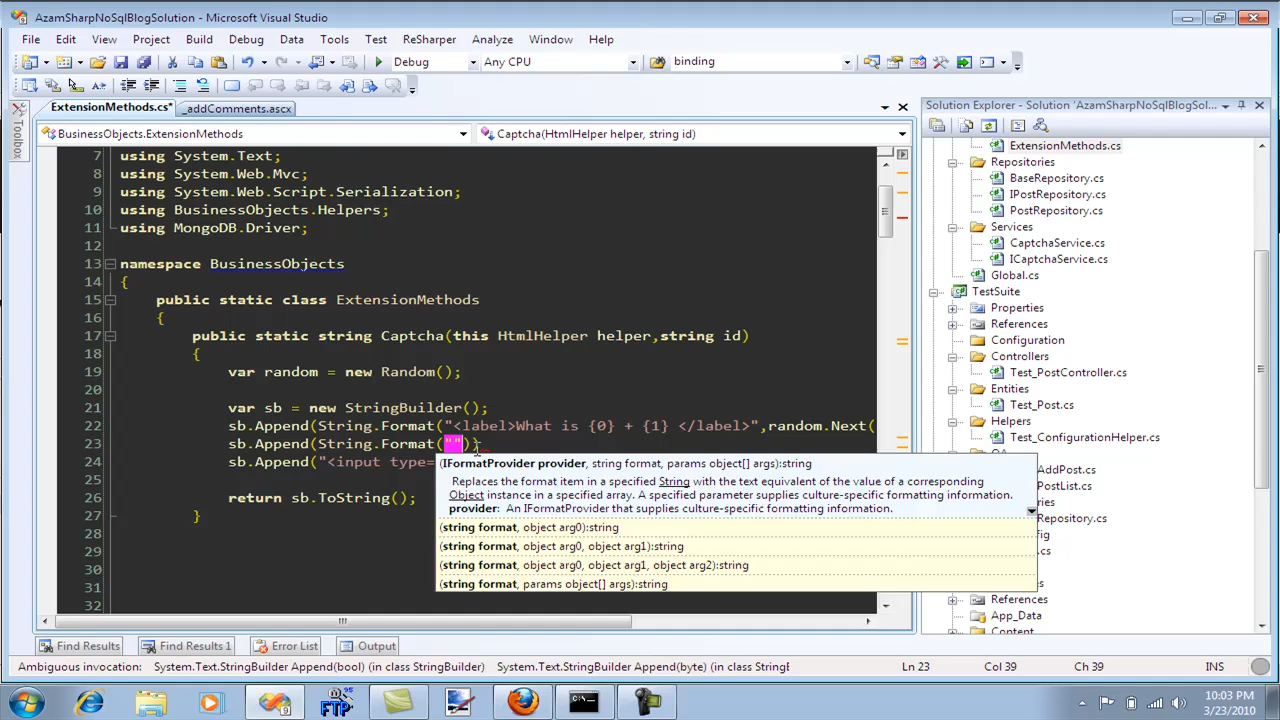 AzamSharpNoSqlBlogSolution - Microsoft Visual Studio
File Edit View Project Build Debug Data Tools Test ReSharper Analyze Window Help
Debug Any CPU binding
ExtensionMethods.cs* _addComments.ascx
BusinessObjects.ExtensionMethods Captcha(HtmlHelper helper, string id)
Toolbox
7 using System.Text;
8 using System.Web.Mvc;
9 using System.Web.Script.Serialization;
10 using BusinessObjects.Helpers;
11 using MongoDB.Driver;
12
13 namespace BusinessObjects
14 {
15 public static class ExtensionMethods
16 {
17 public static string Captcha(this HtmlHelper helper,string id)
18 {
19 var random = new Random();
20
21 var sb = new StringBuilder();
22 sb.Append(String.Format("<label>What is {0} + {1} </label>",random.Next(
23 sb.Append(String.Format(""))
24 sb.Append("<input type=
25
26 return sb.ToString();
27 }
28
29
30
31
32
(IFormatProvider provider, string format, params object[] args):string
Replaces the format item in a specified String with the text equivalent of the value of a corresponding
Object instance in a specified array. A specified parameter supplies culture-specific formatting information.
provider: An IFormatProvider that supplies culture-specific formatting information.
(string format, object arg0):string
(string format, object arg0, object arg1):string
(string format, object arg0, object arg1, object arg2):string
(string format, params object[] args):string
Solution Explorer - Solution 'AzamSharpNoSqlBlogSol...
ExtensionMethods.cs
Repositories
BaseRepository.cs
IPostRepository.cs
PostRepository.cs
Services
CaptchaService.cs
ICaptchaService.cs
Global.cs
TestSuite
Properties
References
Configuration
Controllers
Test_PostController.cs
Entities
Test_Post.cs
Helpers
Test_ConfigurationHelper.cs
AddPost.cs
PostList.cs
ries
Repository.cs
fig
.cs
References
App_Data
Content
Find Results Find Results 1 Error List Output
Ambiguous invocation: System.Text.StringBuilder Append(bool) (in class StringBuilder) System.Text.StringBuilder Append(byte) (in class StringB
Ln 23 Col 39 Ch 39 INS
FTP
10:03 PM
3/23/2010